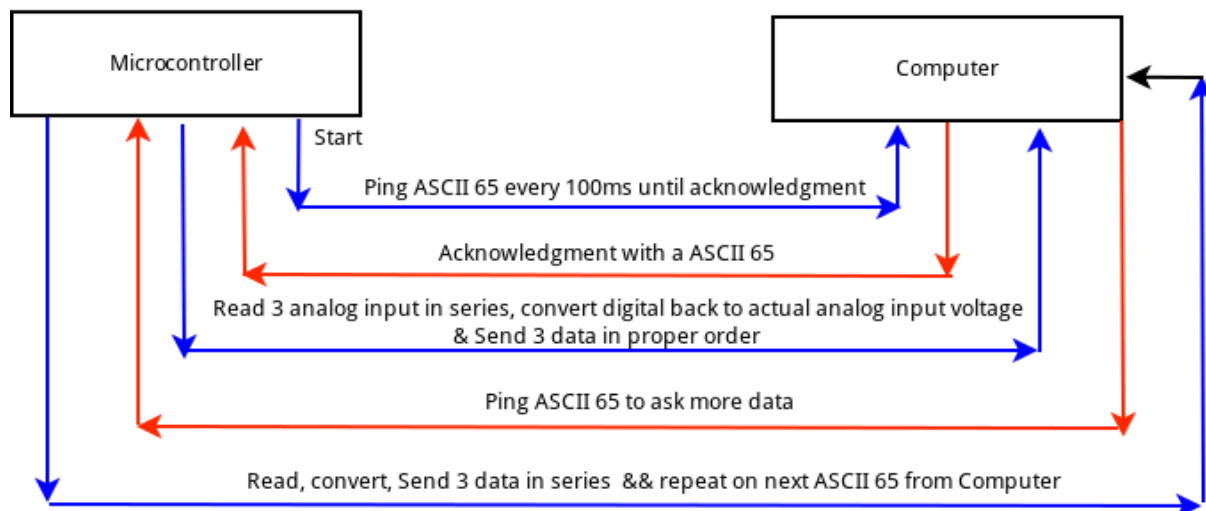 Microcontroller
Computer
Start
Ping ASCII 65 every 100ms until acknowledgment
Acknowledgment with a ASCII 65
Read 3 analog input in series, convert digital back to actual analog input voltage
& Send 3 data in proper order
Ping ASCII 65 to ask more data
Read, convert, Send 3 data in series && repeat on next ASCII 65 from Computer